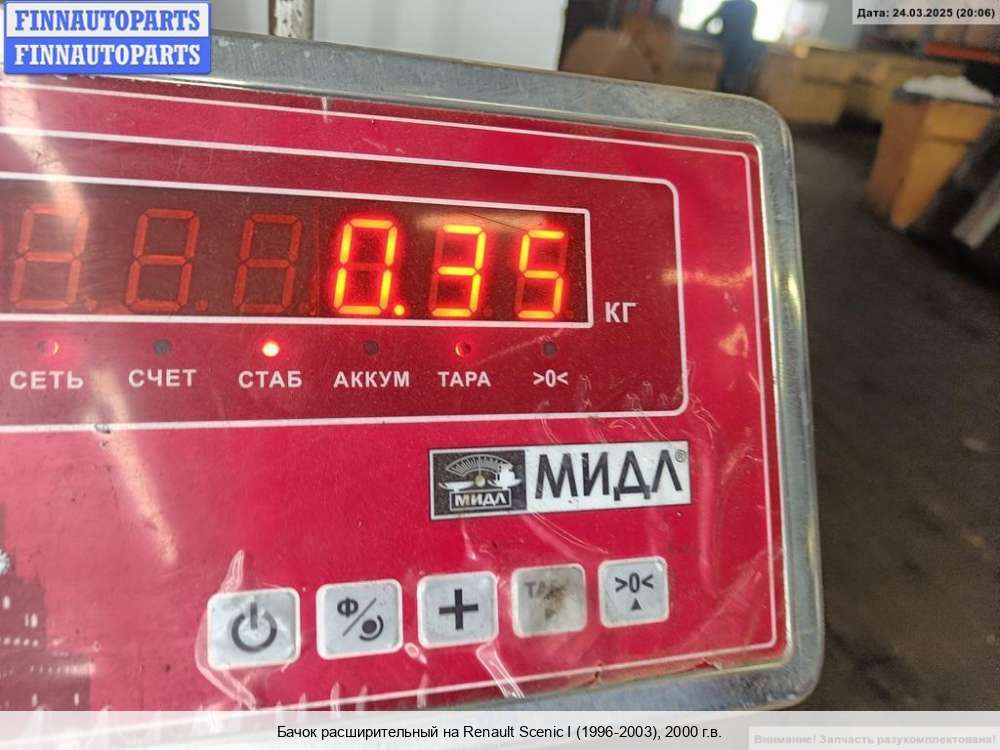 FINNAUTOPARTS
FINNAUTOPARTS
Дата: 24.03.2025 (20:06)
0.35
КГ
СЕТЬ СЧЕТ СТАБ АККУМ ТАРА >0<
МИДЛ МИДЛ®
Ф/ + ТАРА >0<
Бачок расширительный на Renault Scenic I (1996-2003), 2000 г.в.
Внимание! Запчасть разукомплектована!